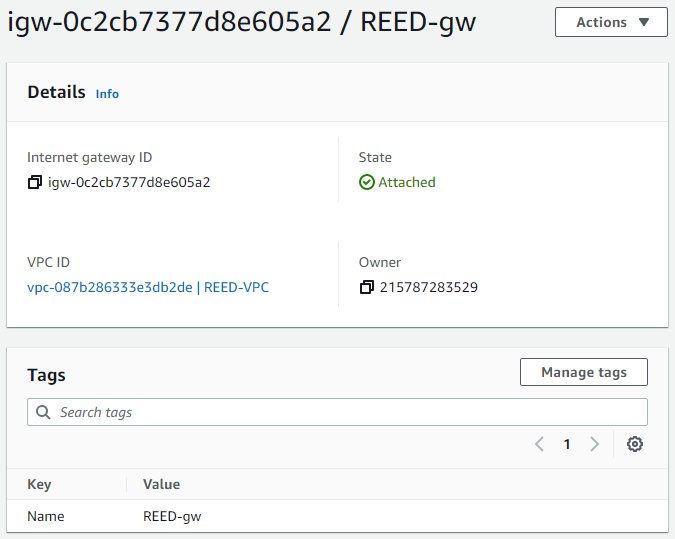 igw-0c2cb7377d8e605a2 / REED-gw
Actions
Details Info
Internet gateway ID
igw-0c2cb7377d8e605a2
State
Attached
VPC ID
vpc-087b286333e3db2de | REED-VPC
Owner
215787283529
Tags
Manage tags
Search tags
1
Key Value
Name REED-gw